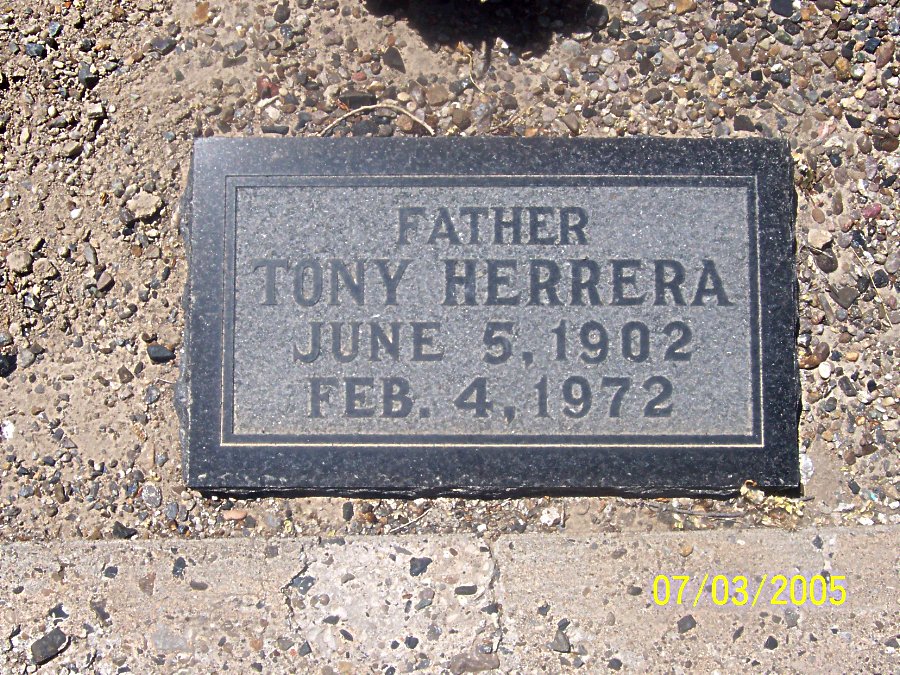 FATHER
TONY HERRERA
JUNE 5, 1902
FEB. 4, 1972
07/03/2005